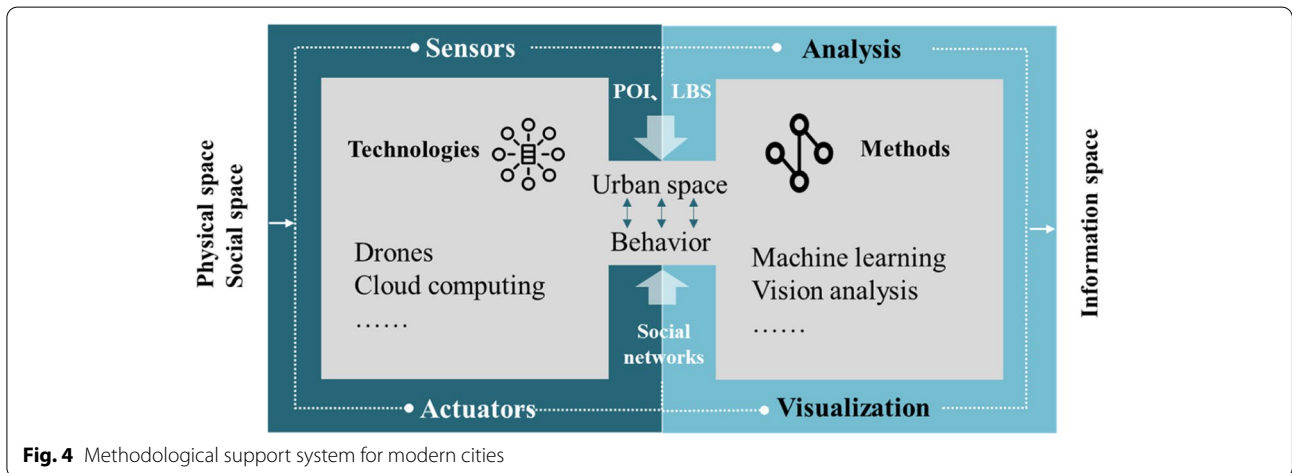 Physical space
Social space
Sensors
Analysis
POI、LBS
Technologies
Methods
Urban space
Behavior
Drones
Cloud computing
……
Machine learning
Vision analysis
……
Social
networks
Actuators
Visualization
Information space
Fig. 4 Methodological support system for modern cities